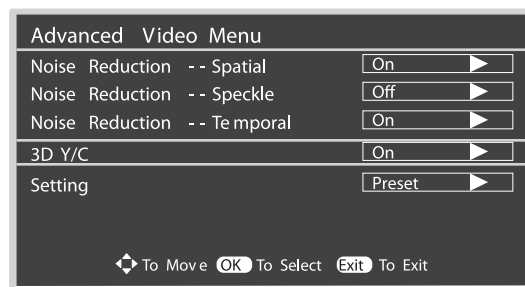 Advanced Video Menu
Noise Reduction -- Spatial On
Noise Reduction -- Speckle Off
Noise Reduction -- Temporal On
3D Y/C On
Setting Preset
To Move OK To Select Exit To Exit